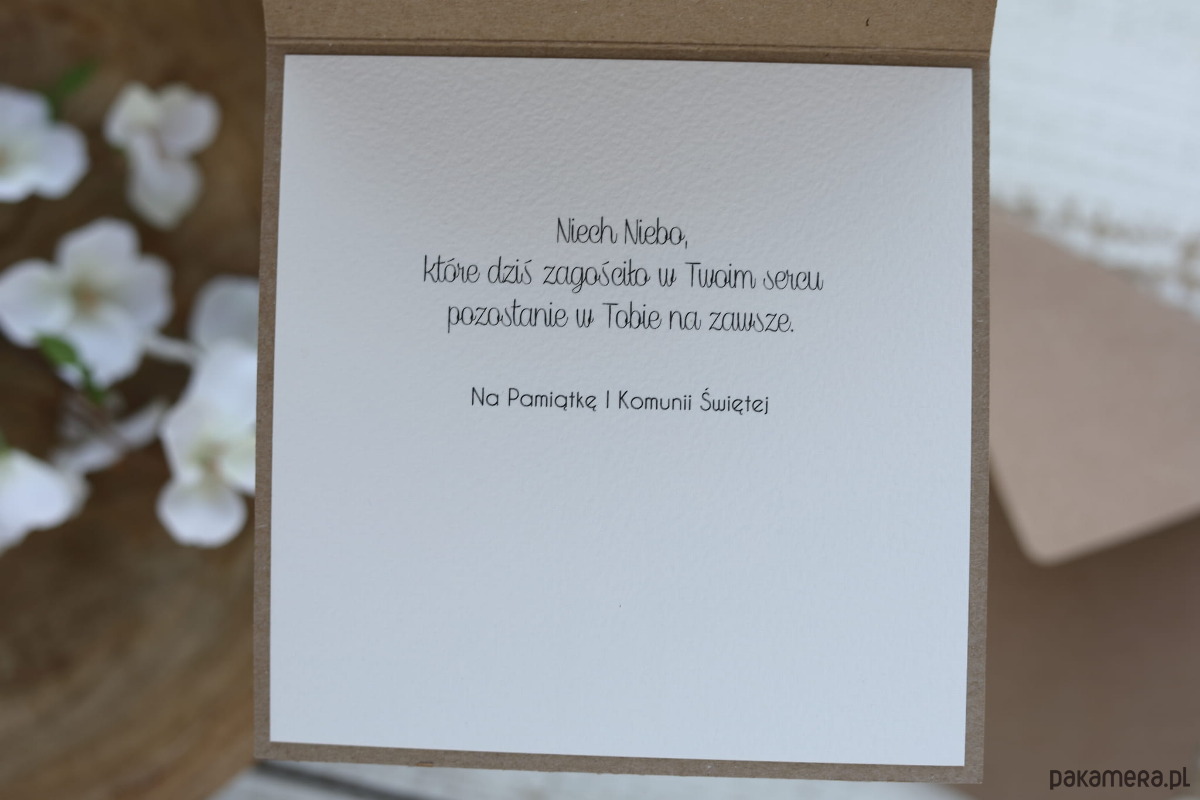 Niech Niebo,
które dziś zagościło w Twoim sercu
pozostanie w Tobie na zawsze.
Na Pamiątkę I Komunii Świętej
pakamera.pl